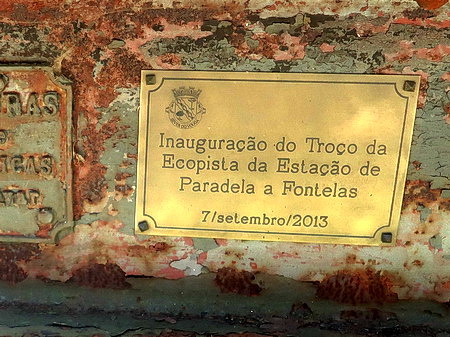 Inauguração do Troço da
Ecopista da Estação de
Paradela a Fontelas
7/setembro/2013